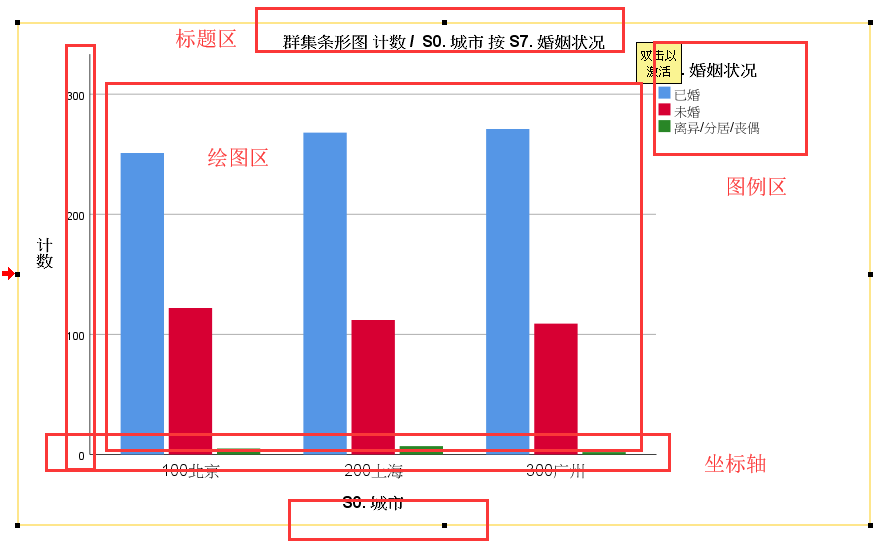 标题区
群集条形图 计数 / S0. 城市 按 S7. 婚姻状况
双击以
激活
. 婚姻状况
已婚
未婚
离异/分居/丧偶
图例区
绘图区
300
200
100
0
计数
100北京
200上海
300广州
坐标轴
S0. 城市